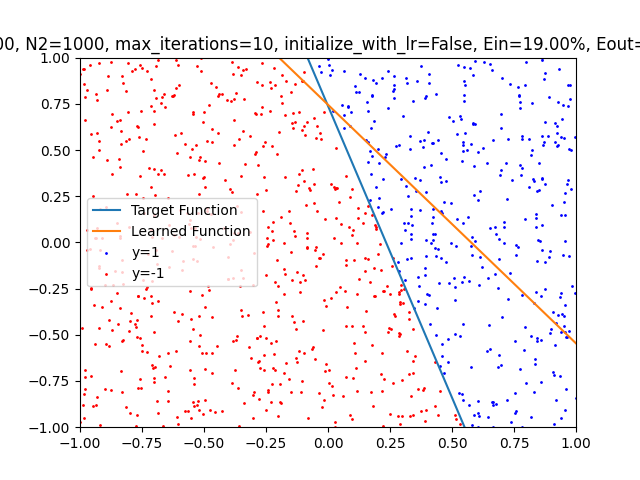 00, N2=1000, max_iterations=10, initialize_with_lr=False, Ein=19.00%, Eout=
1.00
0.75
0.50
0.25
0.00
−0.25
−0.50
−0.75
−1.00
Target Function
Learned Function
y=1
y=-1
−1.00 −0.75 −0.50 −0.25 0.00 0.25 0.50 0.75 1.00